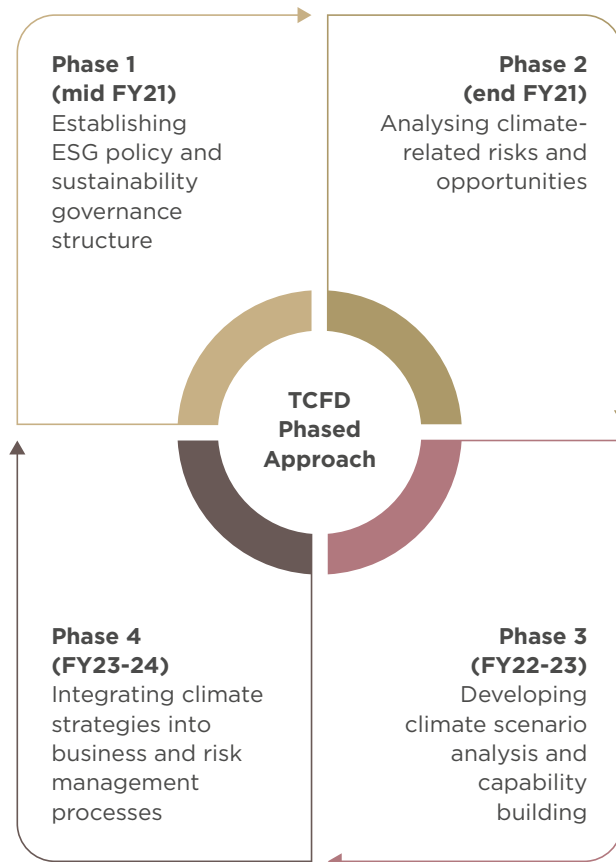 Phase 1
(mid FY21)
Establishing
ESG policy and
sustainability
governance
structure
Phase 2
(end FY21)
Analysing climate-
related risks and
opportunities
TCFD
Phased
Approach
Phase 4
(FY23-24)
Integrating climate
strategies into
business and risk
management
processes
Phase 3
(FY22-23)
Developing
climate scenario
analysis and
capability
building